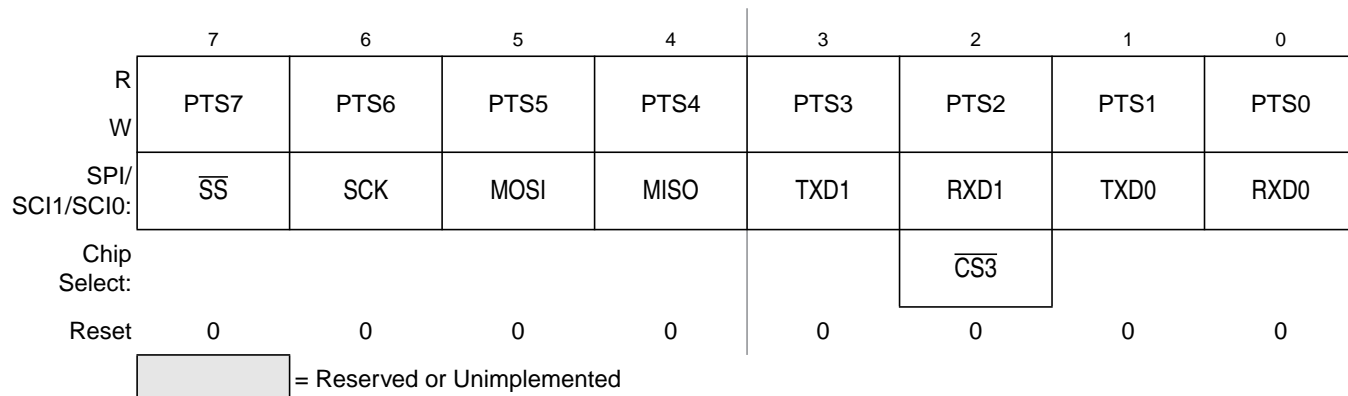 7 6 5 4 3 2 1 0
R
W
PTS7 PTS6 PTS5 PTS4 PTS3 PTS2 PTS1 PTS0
SPI/
SCI1/SCI0:
S̅S̅ SCK MOSI MISO TXD1 RXD1 TXD0 RXD0
Chip
Select:
C̅S̅3̅
Reset 0 0 0 0 0 0 0 0
= Reserved or Unimplemented